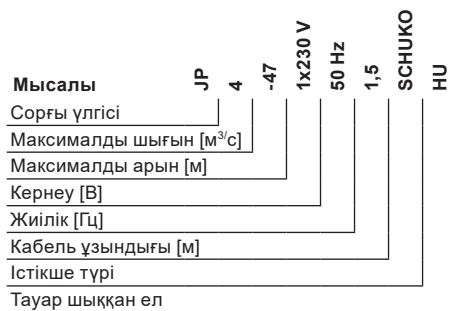 Мысалы JP 4 -47 1x230 V 50 Hz 1,5 SCHUKO HU
Сорғы үлгісі
Максималды шығын [м³/с]
Максималды арын [м]
Кернеу [В]
Жиілік [Гц]
Кабель ұзындығы [м]
Істікше түрі
Тауар шыққан ел